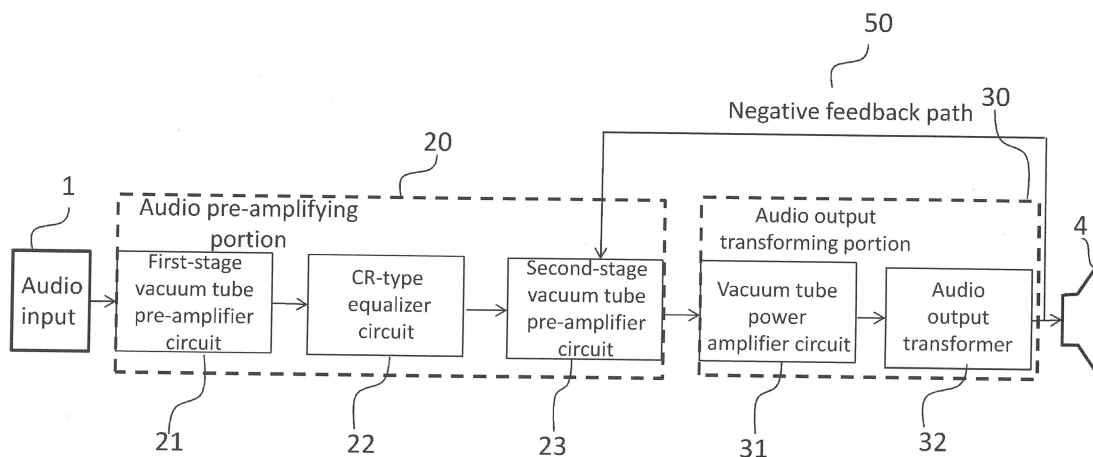 50
Negative feedback path
30
20
1
Audio pre-amplifying
portion
Audio output
transforming portion
4
Audio
input
First-stage
vacuum tube
pre-amplifier
circuit
CR-type
equalizer
circuit
Second-stage
vacuum tube
pre-amplifier
circuit
Vacuum tube
power
amplifier circuit
Audio
output
transformer
21
22
23
31
32